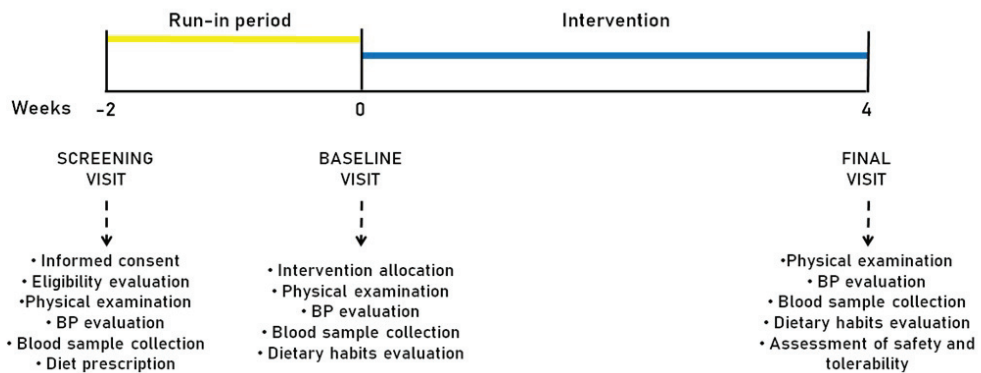 Run-in period
Intervention
Weeks
-2
0
4
SCREENING
VISIT
• Informed consent
• Eligibility evaluation
•Physical examination
• BP evaluation
• Blood sample collection
• Diet prescription
BASELINE
VISIT
• Intervention allocation
• Physical examination
• BP evaluation
• Blood sample collection
• Dietary habits evaluation
FINAL
VISIT
•Physical examination
• BP evaluation
• Blood sample collection
• Dietary habits evaluation
• Assessment of safety and
tolerability